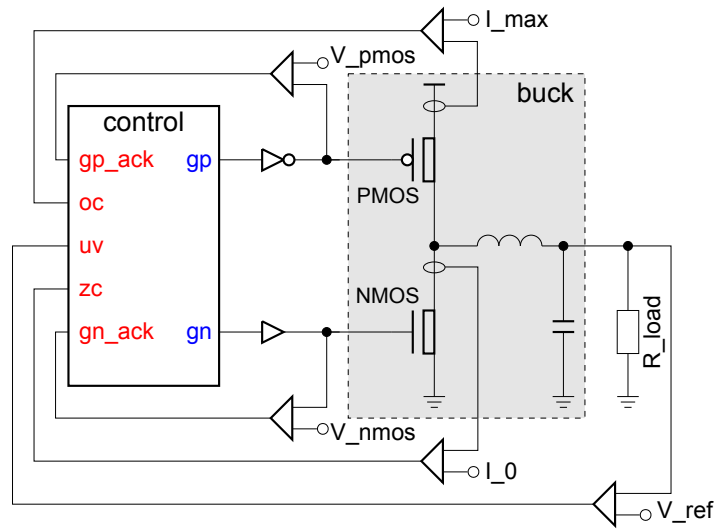 I_max
V_pmos
buck
control
gp_ack
gp
oc
PMOS
uv
zc
NMOS
gn_ack
gn
R_load
V_nmos
I_0
V_ref